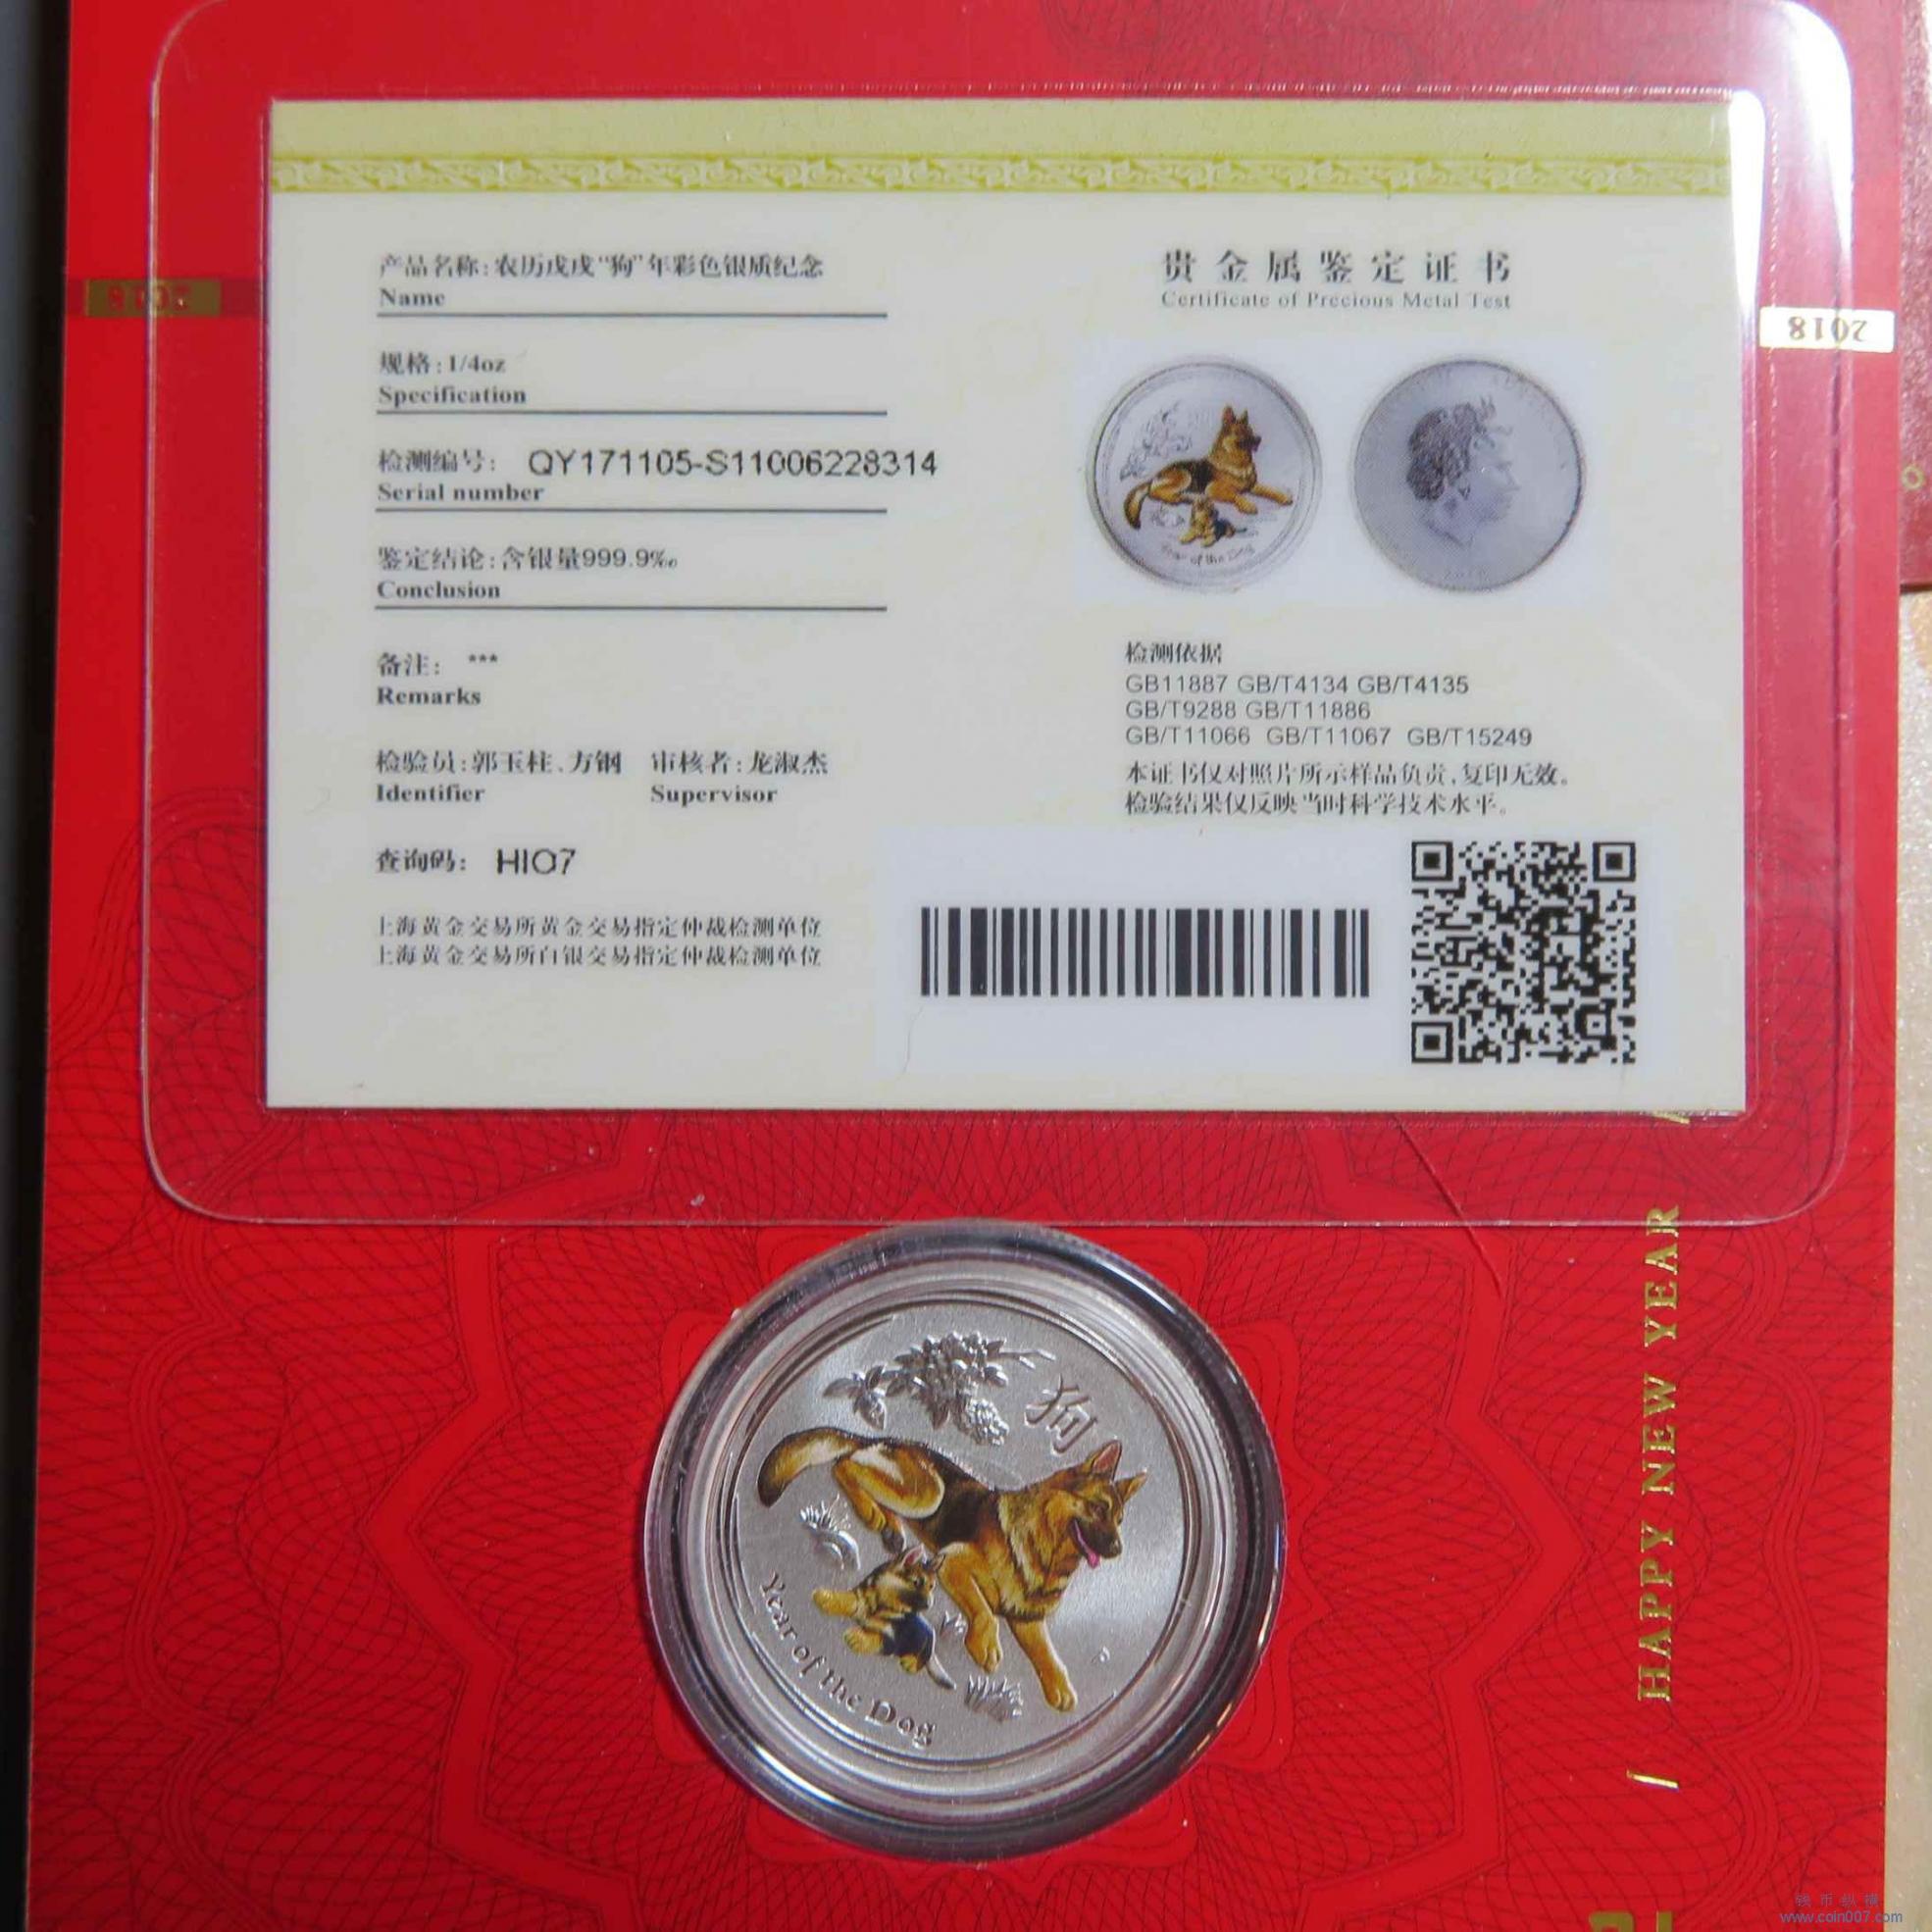 产品名称:农历戊戌“狗”年彩色银质纪念
Name
规格:1/4oz
Specification
检测编号: QY171105-S11006228314
Serial number
鉴定结论:含银量999.9‰
Conclusion
备注: ***
Remarks
检验员:郭玉柱、方钢 审核者:龙淑杰
Identifier Supervisor
查询码: HIO7
上海黄金交易所黄金交易指定仲裁检测单位
上海黄金交易所白银交易指定仲裁检测单位
贵金属鉴定证书
Certificate of Precious Metal Test
Year of the Dog
检测依据
GB11887 GB/T4134 GB/T4135
GB/T9288 GB/T11886
GB/T11066 GB/T11067 GB/T15249
本证书仅对照片所示样品负责,复印无效。
检验结果仅反映当时科学技术水平。
2018
2018
狗
Year of the Dog
P
/ HAPPY NEW YEAR /
钱币纵横
www.coin007.com